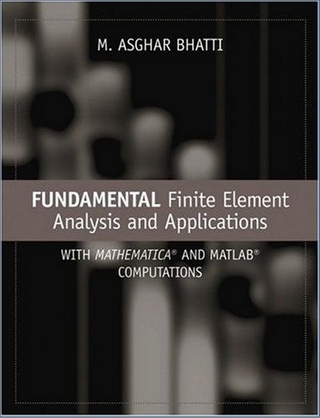 M. ASGHAR BHATTI
FUNDAMENTAL Finite Element
Analysis and Applications
WITH MATHEMATICA® AND MATLAB®
COMPUTATIONS